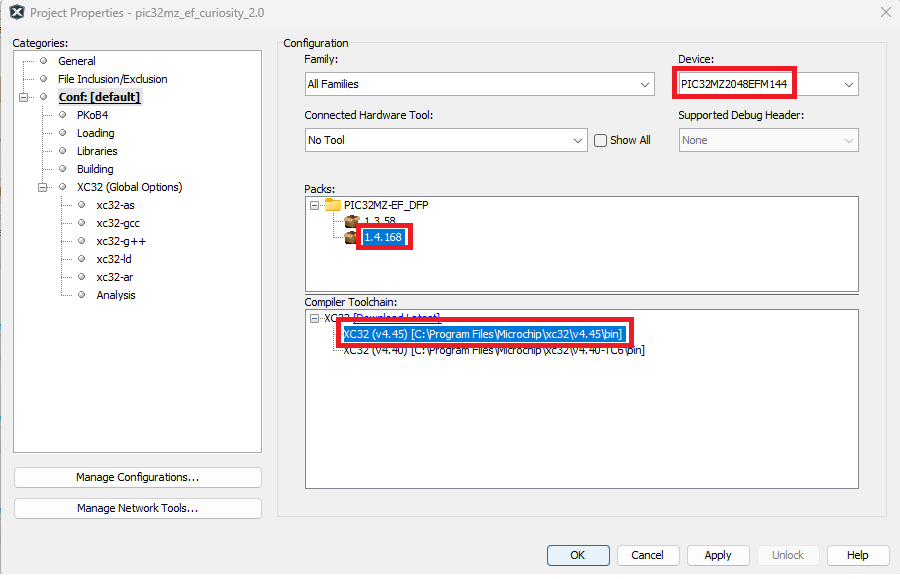 Project Properties - pic32mz_ef_curiosity_2.0
Categories:
General
File Inclusion/Exclusion
Conf: [default]
PKoB4
Loading
Libraries
Building
XC32 (Global Options)
xc32-as
xc32-gcc
xc32-g++
xc32-ld
xc32-ar
Analysis
Manage Configurations...
Manage Network Tools...
Configuration
Family:
Device:
All Families
PIC32MZ2048EFM144
Connected Hardware Tool:
Supported Debug Header:
No Tool
Show All
None
Packs:
PIC32MZ-EF_DFP
1.3.58
1.4.168
Compiler Toolchain:
XC32 [Download Latest]
XC32 (v4.45) [C:\Program Files\Microchip\xc32\v4.45\bin]
XC32 (v4.40) [C:\Program Files\Microchip\xc32\v4.40-TC6\bin]
OK
Cancel
Apply
Unlock
Help